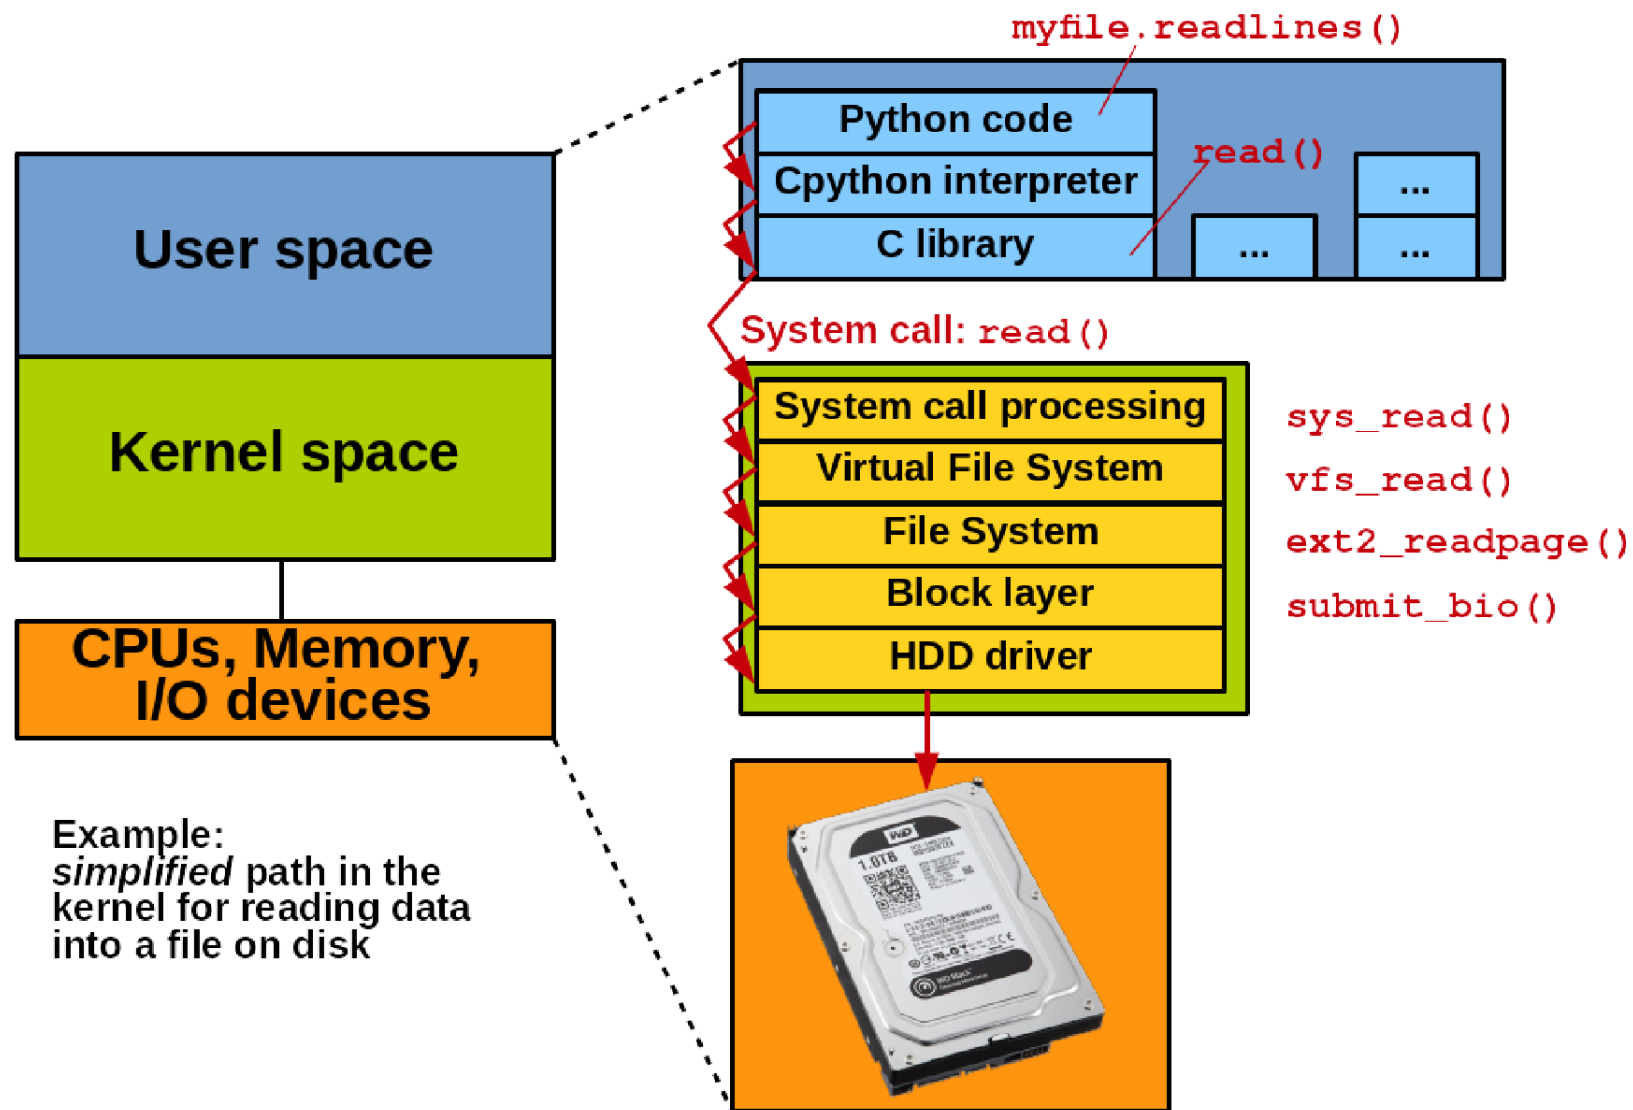 myfile.readlines()
Python code
read()
Cpython interpreter
...
User space
C library
...
...
System call: read()
System call processing
sys_read()
Kernel space
Virtual File System
vfs_read()
File System
ext2_readpage()
Block layer
submit_bio()
CPUs, Memory,
I/O devices
HDD driver
Example:
simplified path in the
kernel for reading data
into a file on disk
WD
1.0TB
WD Black